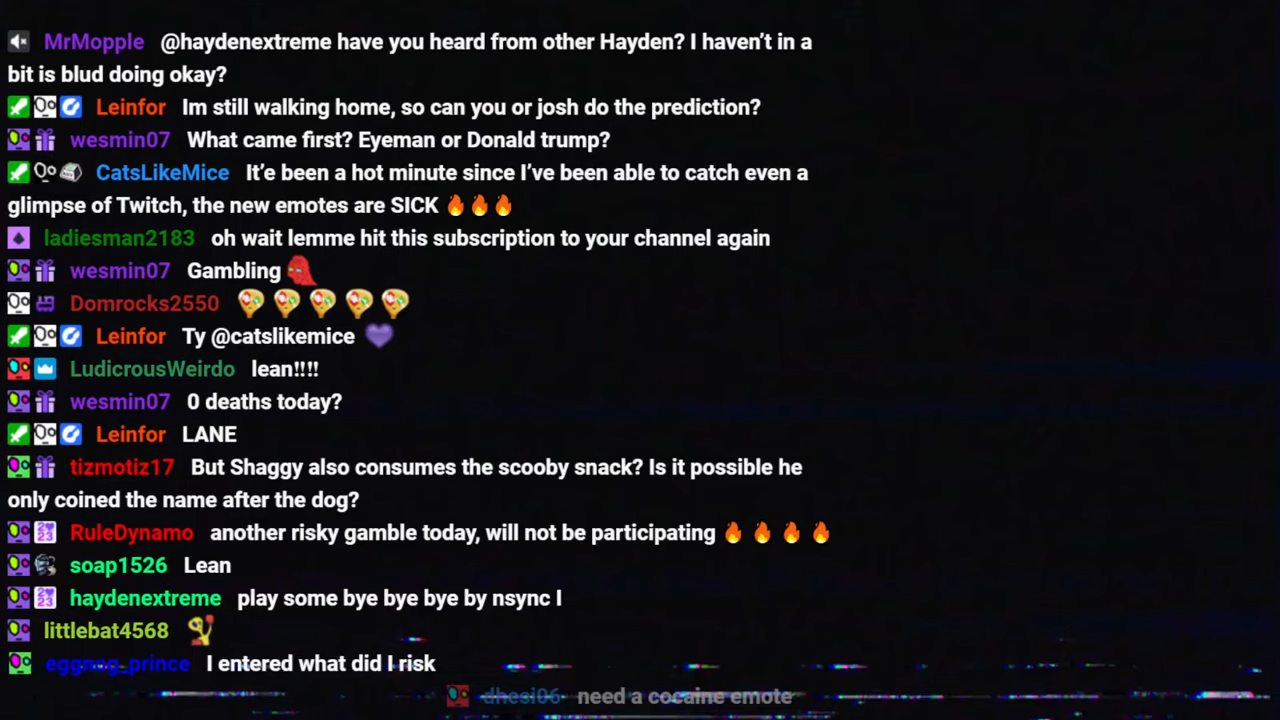 MrMopple @haydenextreme have you heard from other Hayden? I haven't in a
bit is blud doing okay?
Leinfor Im still walking home, so can you or josh do the prediction?
wesmin07 What came first? Eyeman or Donald trump?
CatsLikeMice It'e been a hot minute since I've been able to catch even a
glimpse of Twitch, the new emotes are SICK 🔥🔥🔥
ladiesman2183 oh wait lemme hit this subscription to your channel again
wesmin07 Gambling
Domrocks2550
Leinfor Ty @catslikemice 💜
LudicrousWeirdo lean!!!!
wesmin07 0 deaths today?
Leinfor LANE
tizmotiz17 But Shaggy also consumes the scooby snack? Is it possible he
only coined the name after the dog?
RuleDynamo another risky gamble today, will not be participating 🔥 🔥 🔥 🔥
soap1526 Lean
haydenextreme play some bye bye bye by nsync I
littlebat4568
eggnog_prince I entered what did I risk
dhesi06 need a cocaine emote